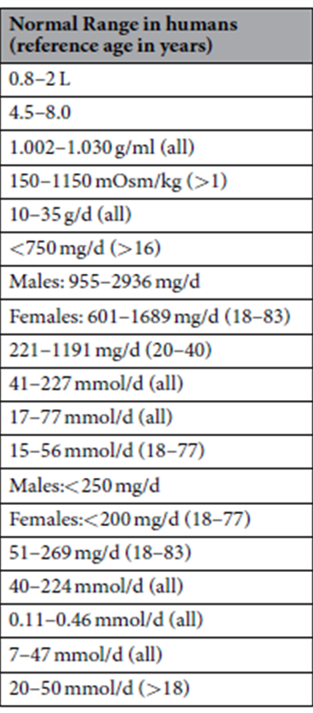 Normal Range in humans
(reference age in years)
0.8–2 L
4.5–8.0
1.002–1.030 g/ml (all)
150–1150 mOsm/kg (>1)
10–35 g/d (all)
<750 mg/d (>16)
Males: 955–2936 mg/d
Females: 601–1689 mg/d (18–83)
221–1191 mg/d (20–40)
41–227 mmol/d (all)
17–77 mmol/d (all)
15–56 mmol/d (18–77)
Males:<250 mg/d
Females:<200 mg/d (18–77)
51–269 mg/d (18–83)
40–224 mmol/d (all)
0.11–0.46 mmol/d (all)
7–47 mmol/d (all)
20–50 mmol/d (>18)